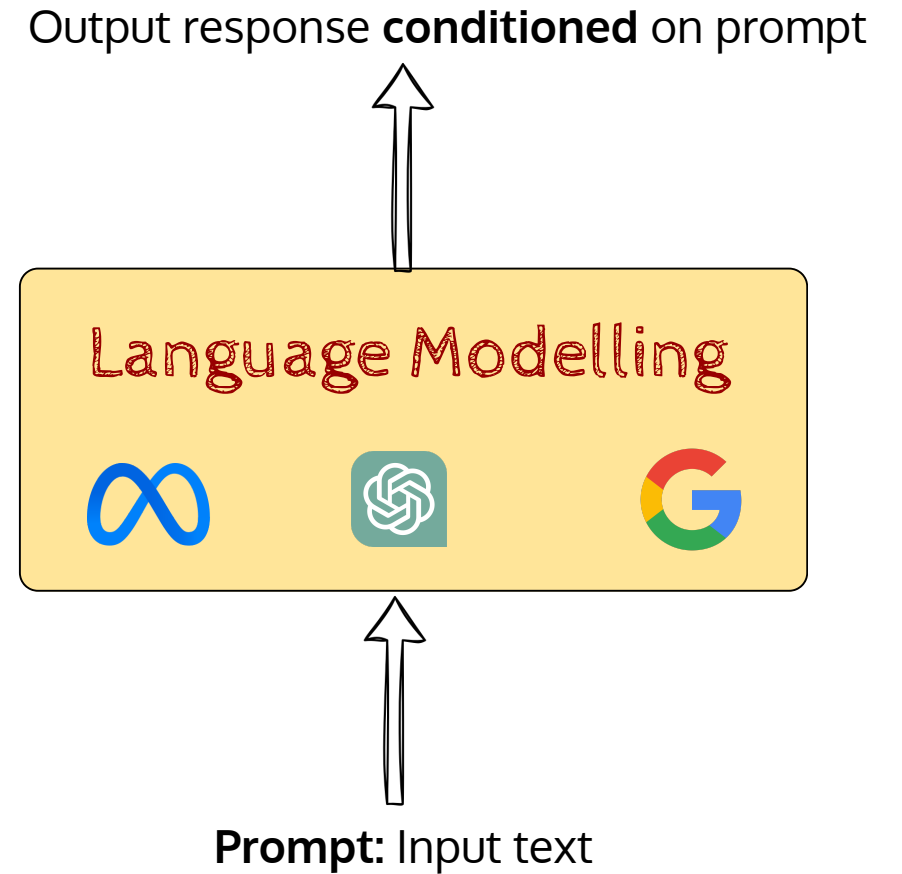 Output response conditioned on prompt
Language Modelling
Prompt: Input text